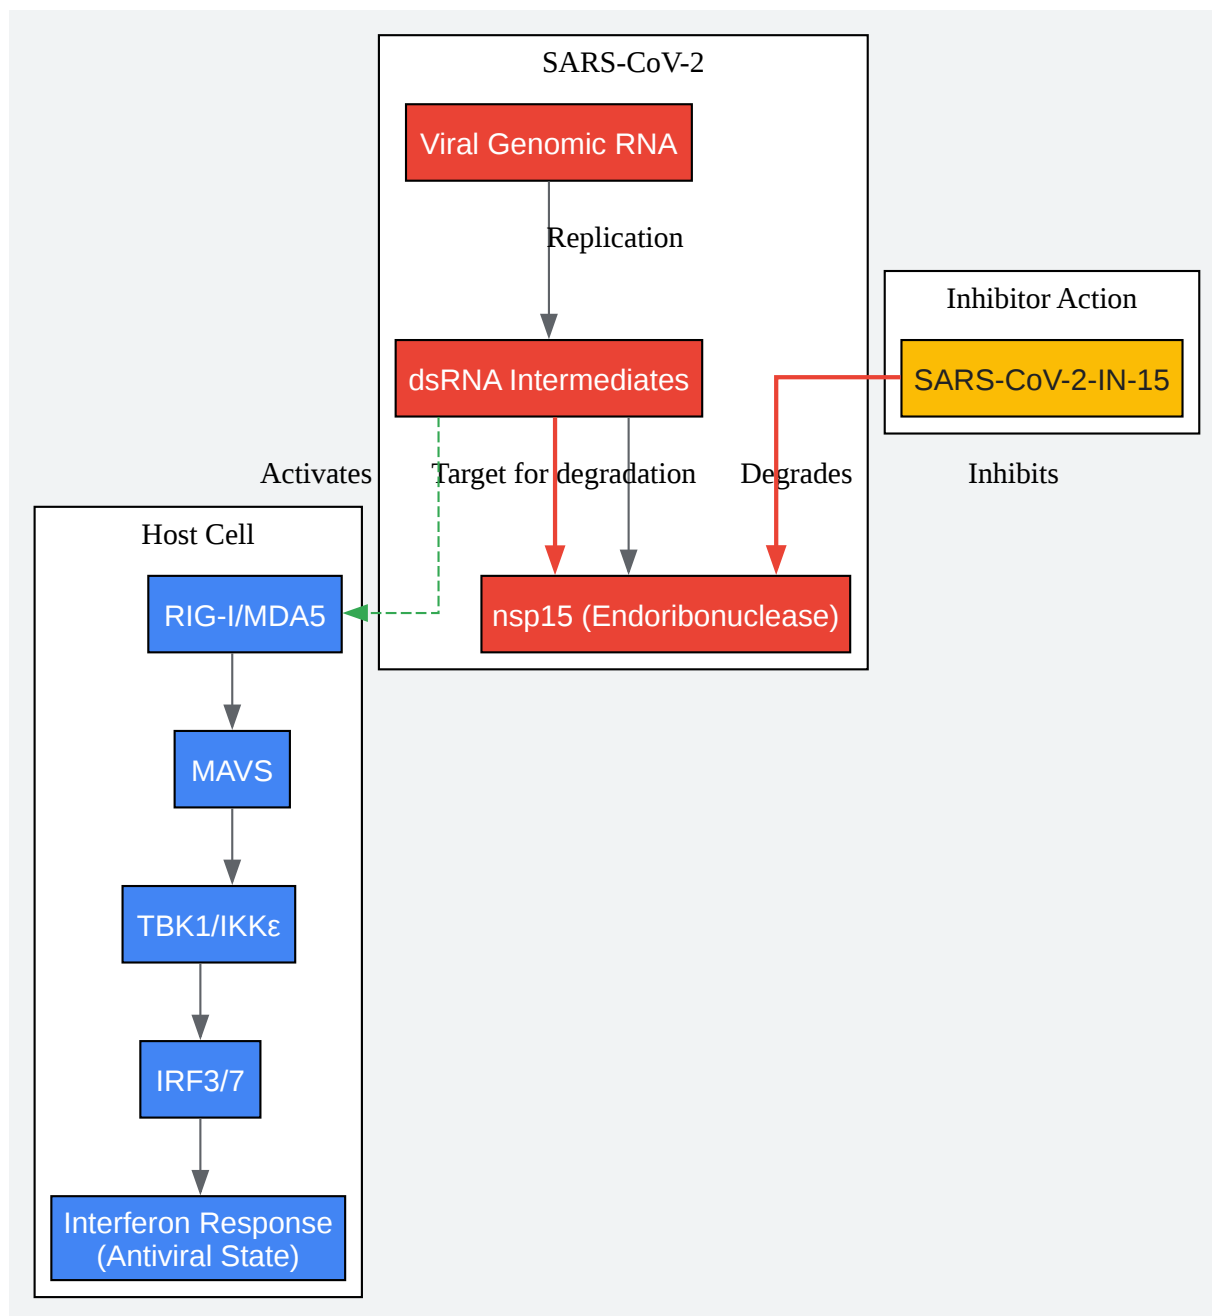 SARS-CoV-2
Viral Genomic RNA
Replication
Inhibitor Action
dsRNA Intermediates
SARS-CoV-2-IN-15
Activates
Target for degradation
Degrades
Inhibits
Host Cell
RIG-I/MDA5
nsp15 (Endoribonuclease)
MAVS
TBK1/IKKε
IRF3/7
Interferon Response
(Antiviral State)